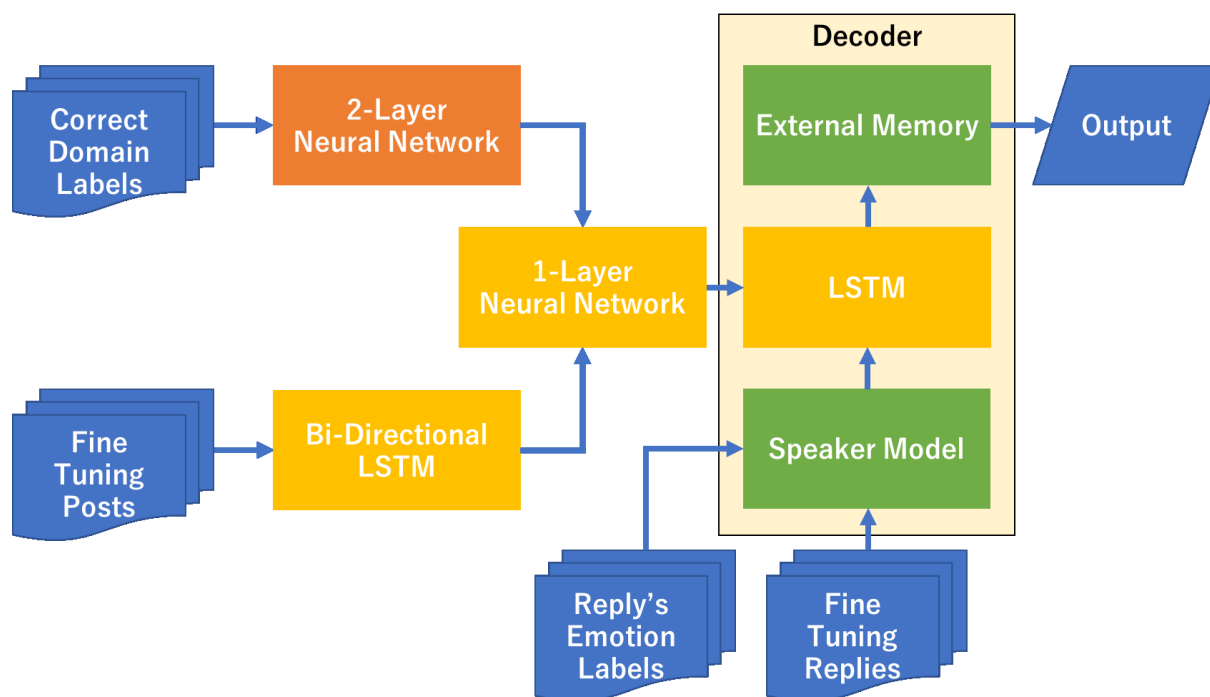 Decoder
Correct
Domain
Labels
2-Layer
Neural Network
External Memory
Output
1-Layer
Neural Network
LSTM
Fine
Tuning
Posts
Bi-Directional
LSTM
Speaker Model
Reply’s
Emotion
Labels
Fine
Tuning
Replies